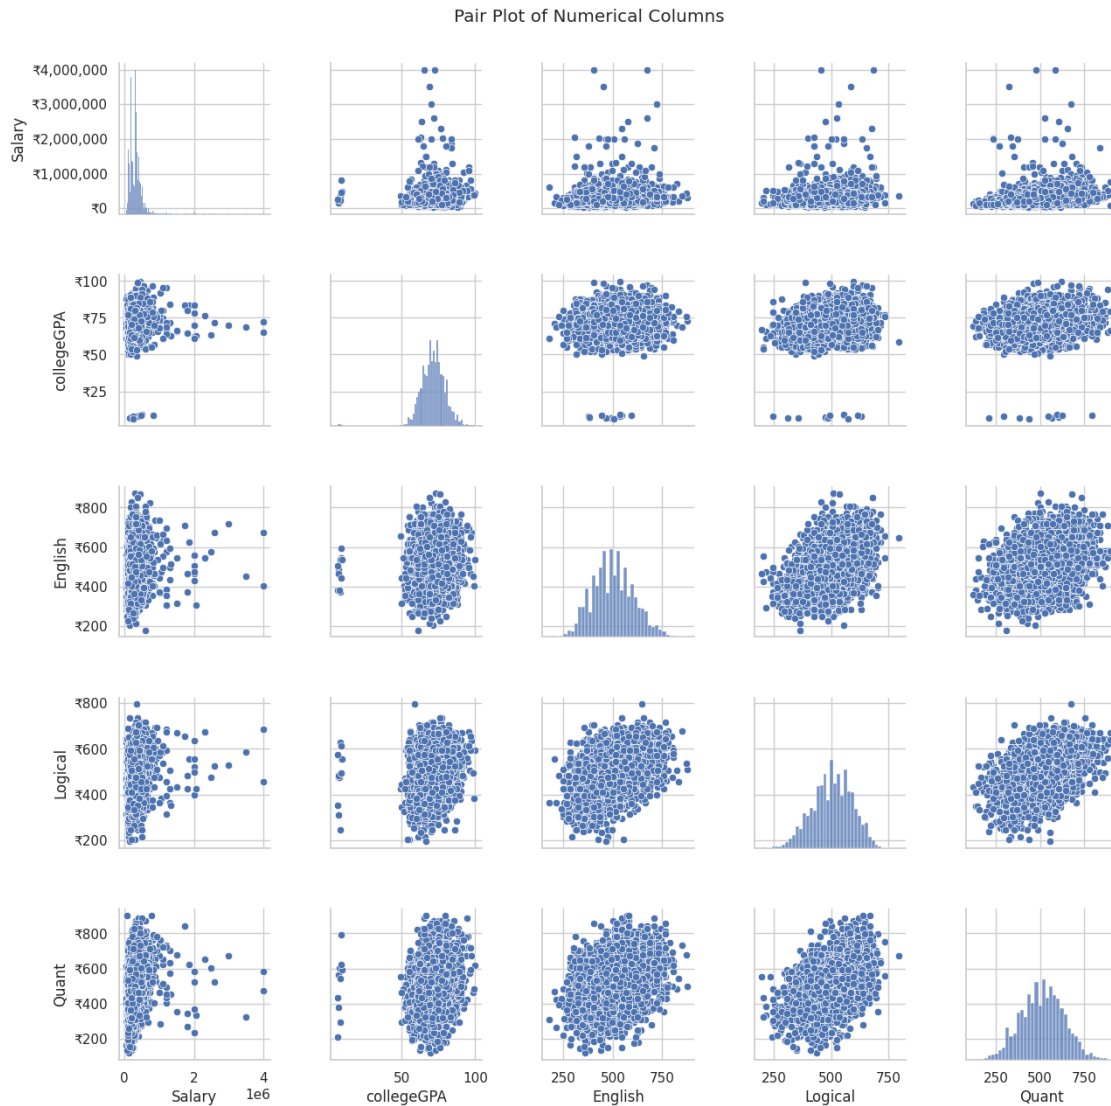 Pair Plot of Numerical Columns
₹4,000,000
₹3,000,000
₹2,000,000
₹1,000,000
₹0
Salary
₹100
₹75
₹50
₹25
collegeGPA
₹800
₹600
₹400
₹200
English
₹800
₹600
₹400
₹200
Logical
₹800
₹600
₹400
₹200
Quant
0 2 4
1e6
Salary
50 100
collegeGPA
250 500 750
English
250 500 750
Logical
250 500 750
Quant